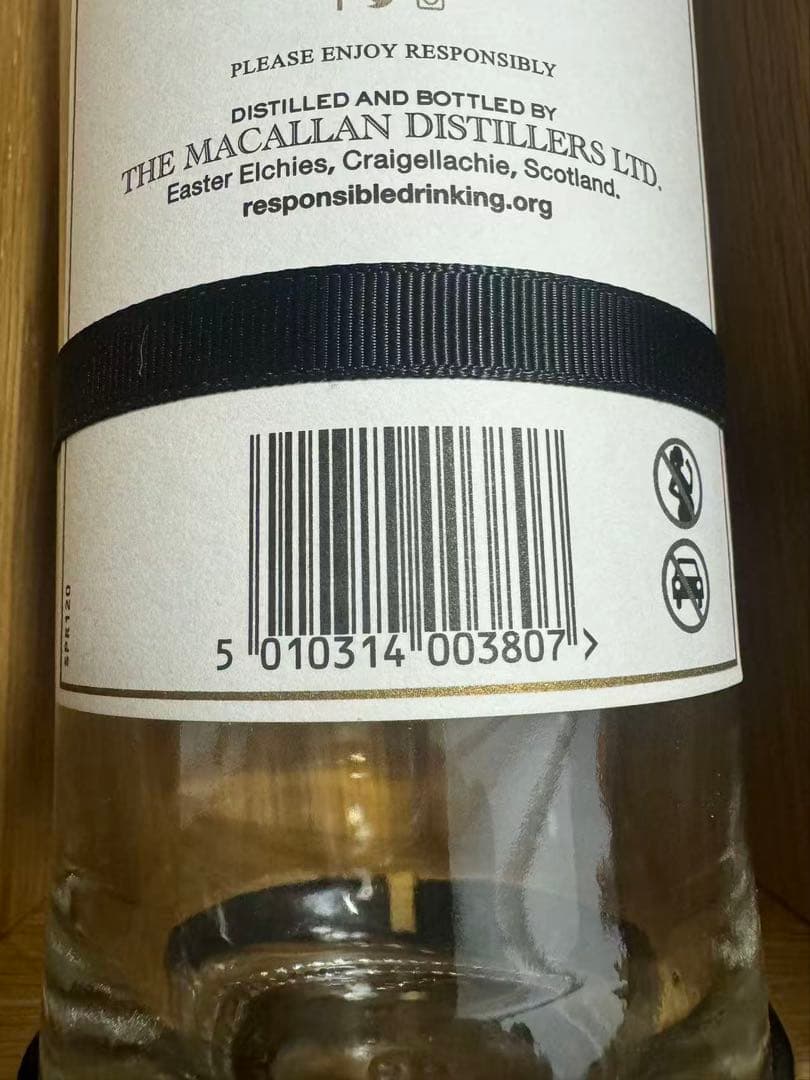 PLEASE ENJOY RESPONSIBLY
DISTILLED AND BOTTLED BY
THE MACALLAN DISTILLERS LTD.
Easter Elchies, Craigellachie, Scotland.
responsibledrinking.org
SPR120
5 010314 003807 >